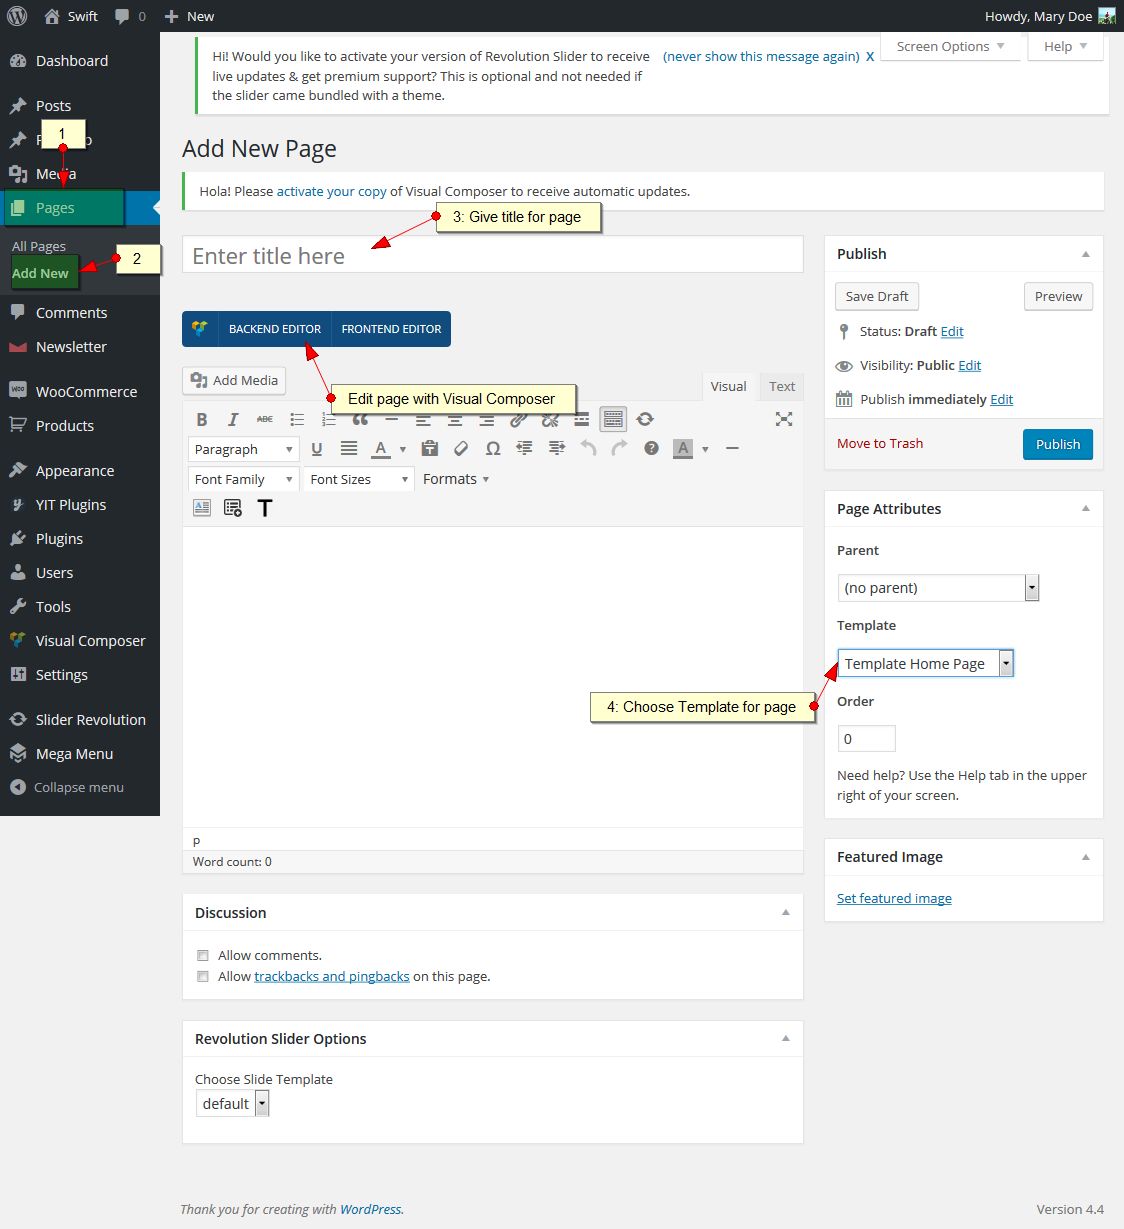 Swift
0
New
Howdy, Mary Doe
Dashboard
Posts
1
Media
Pages
All Pages
Add New
2
Comments
Newsletter
WooCommerce
Products
Appearance
YIT Plugins
Plugins
Users
Tools
Visual Composer
Settings
Slider Revolution
Mega Menu
Collapse menu
Screen Options
Help
Hi! Would you like to activate your version of Revolution Slider to receive
live updates & get premium support? This is optional and not needed if
the slider came bundled with a theme.
(never show this message again) X
Add New Page
Hola! Please activate your copy of Visual Composer to receive automatic updates.
3: Give title for page
Enter title here
BACKEND EDITOR
FRONTEND EDITOR
Add Media
Edit page with Visual Composer
Visual
Text
B I ABC
Paragraph
U A A
Font Family
Font Sizes
Formats
T
4: Choose Template for page
p
Word count: 0
Discussion
Allow comments.
Allow trackbacks and pingbacks on this page.
Revolution Slider Options
Choose Slide Template
default
Publish
Save Draft
Preview
Status: Draft Edit
Visibility: Public Edit
Publish immediately Edit
Move to Trash
Publish
Page Attributes
Parent
(no parent)
Template
Template Home Page
Order
0
Need help? Use the Help tab in the upper
right of your screen.
Featured Image
Set featured image
Thank you for creating with WordPress.
Version 4.4